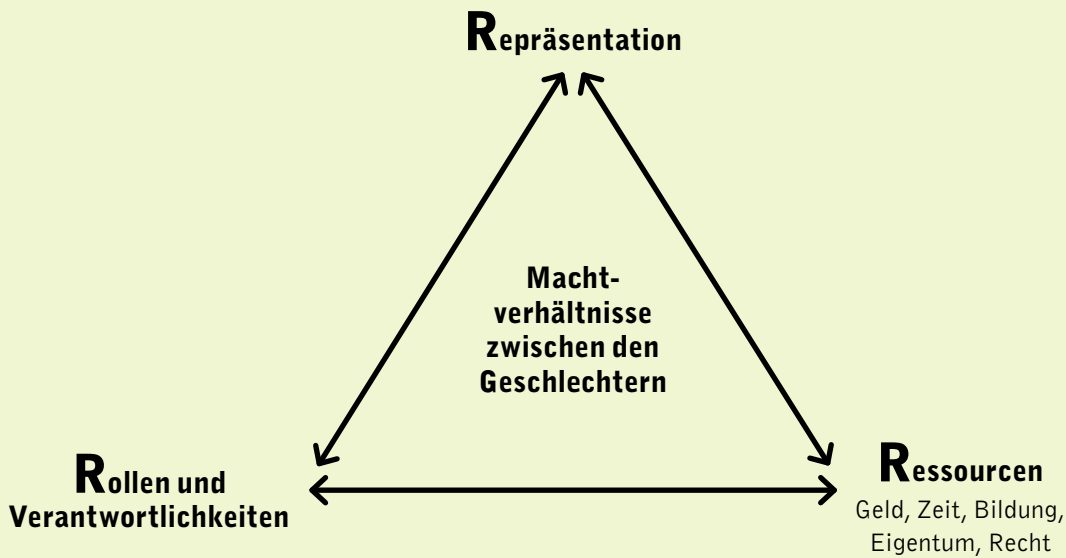 Repräsentation
Macht-
verhältnisse
zwischen den
Geschlechtern
Rollen und
Verantwortlichkeiten
Ressourcen
Geld, Zeit, Bildung,
Eigentum, Recht